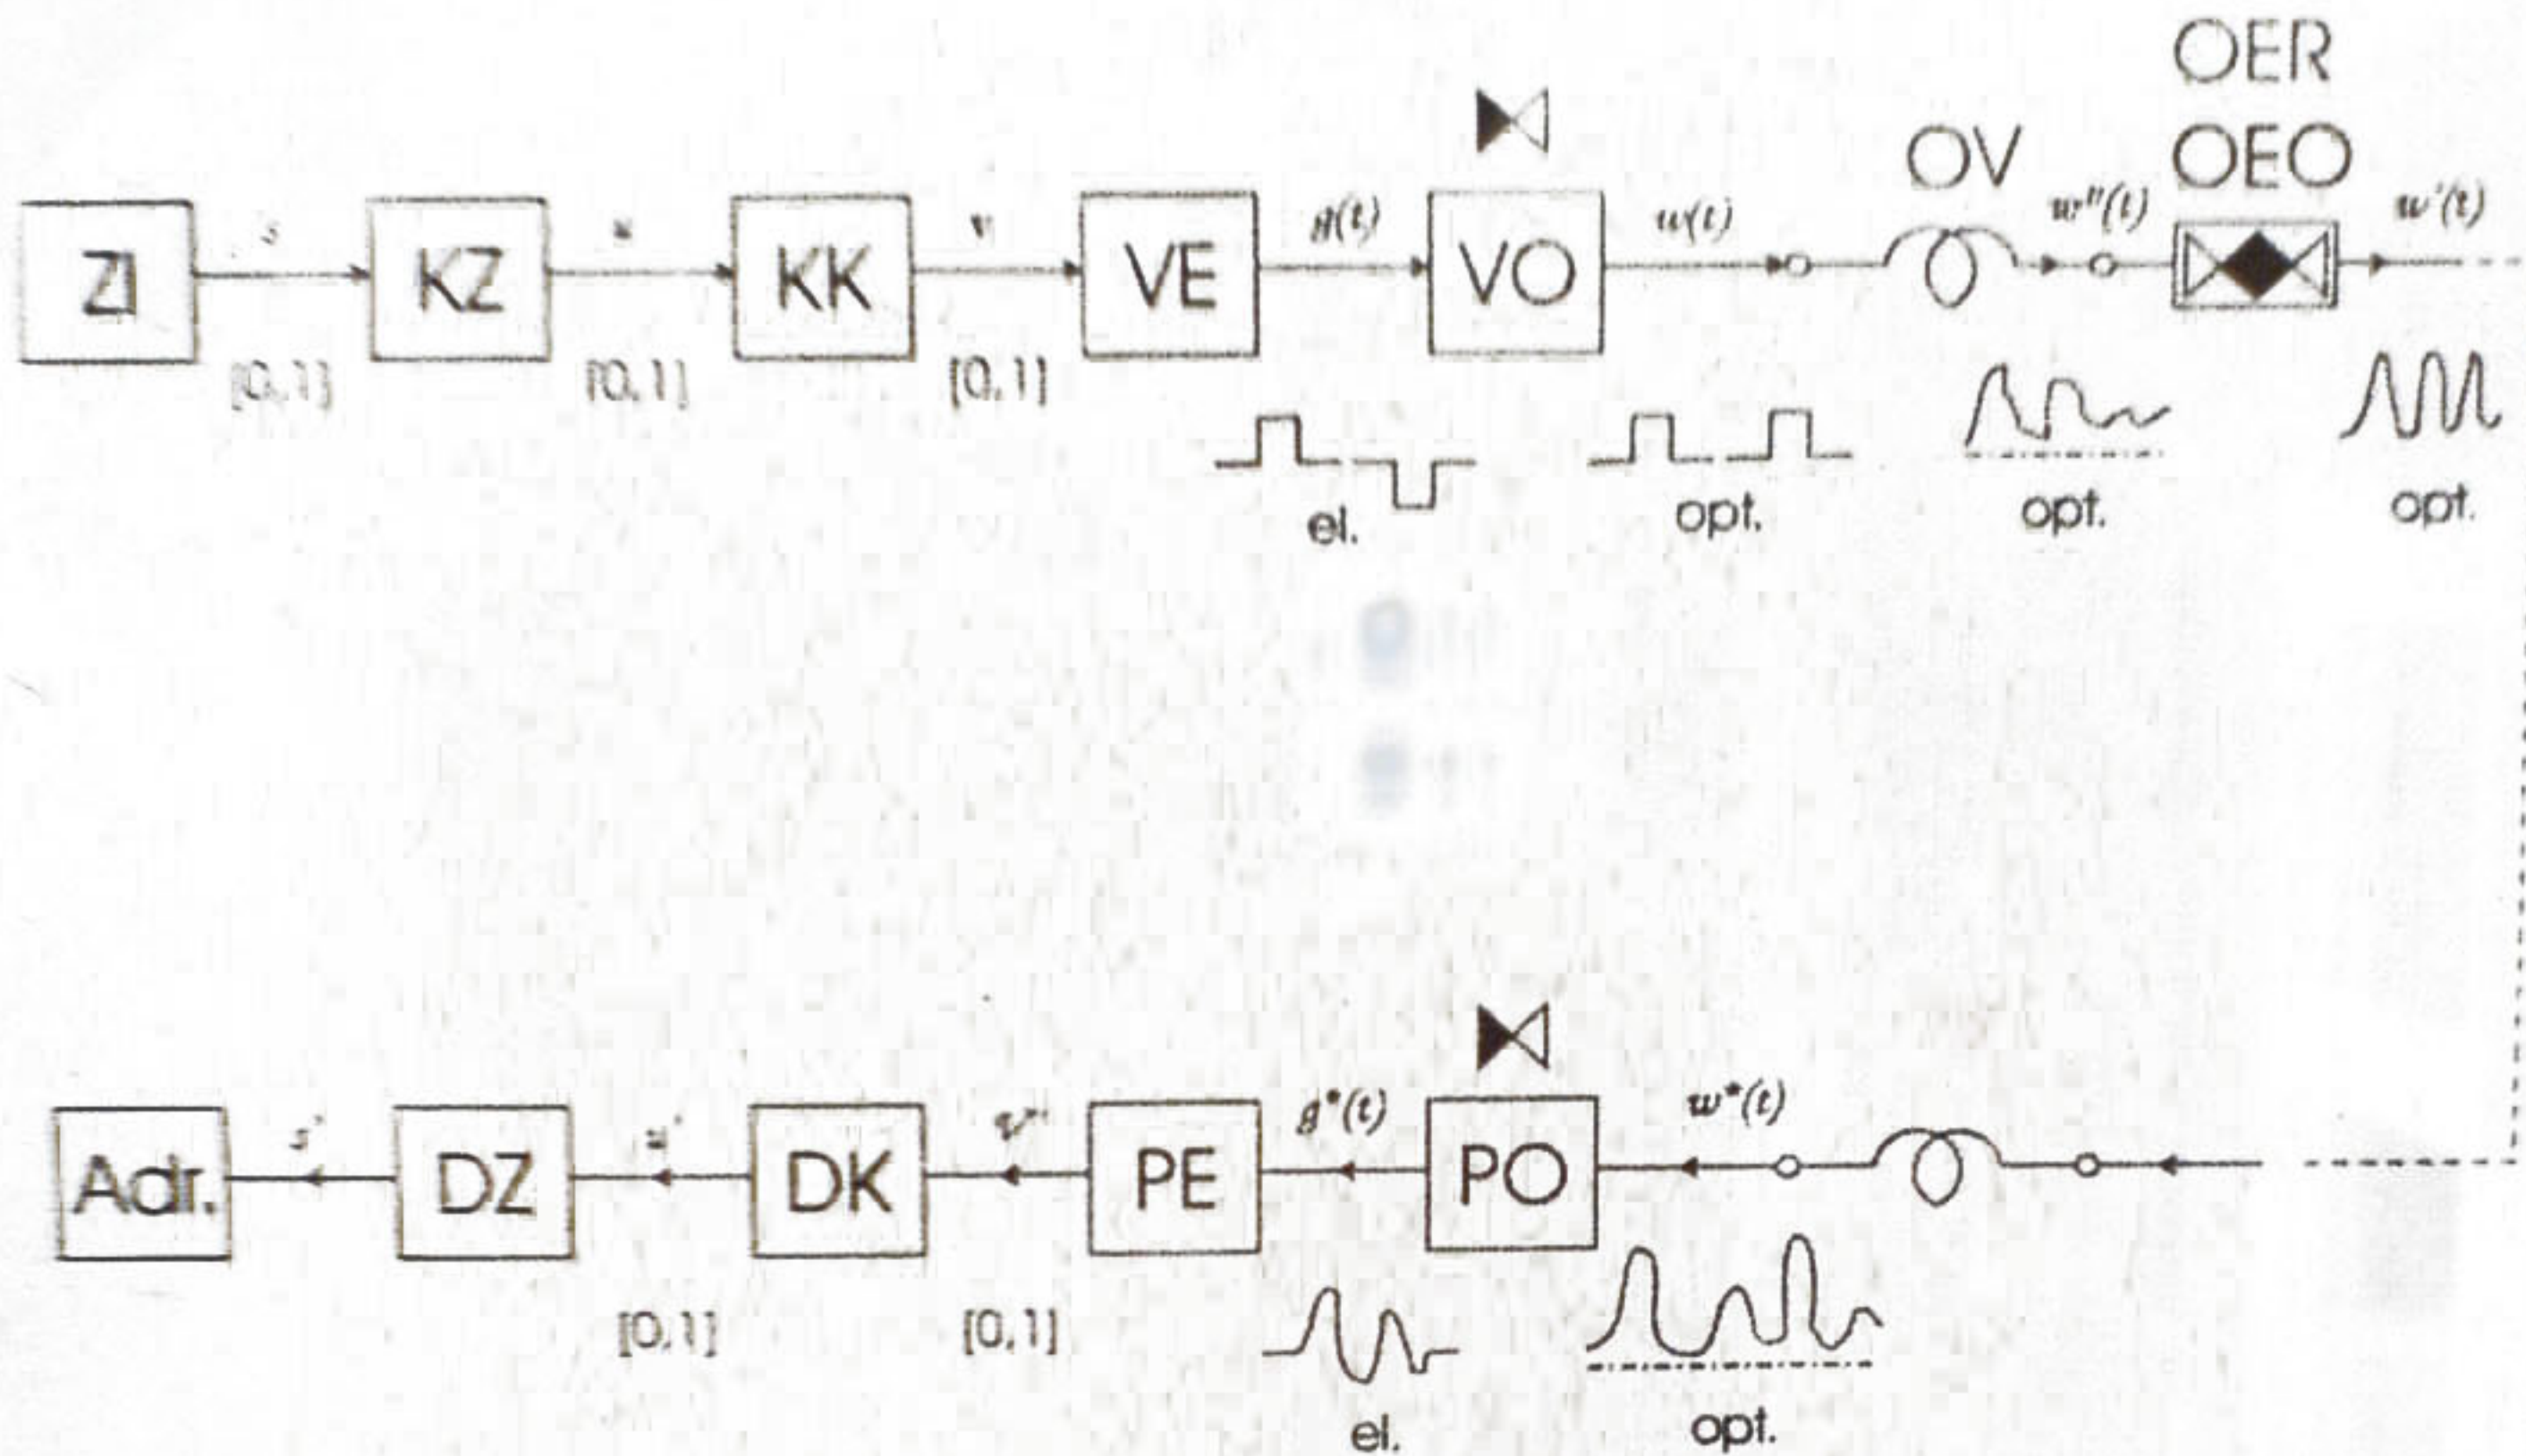 OER
OV OEO
s u v g(t) w(t) w"(t) w'(t)
ZI KZ KK VE VO
[0,1] [0,1] [0,1]
el. opt. opt. opt.
s* u* v* g*(t) w*(t)
Adr. DZ DK PE PO
[0,1] [0,1]
el. opt.